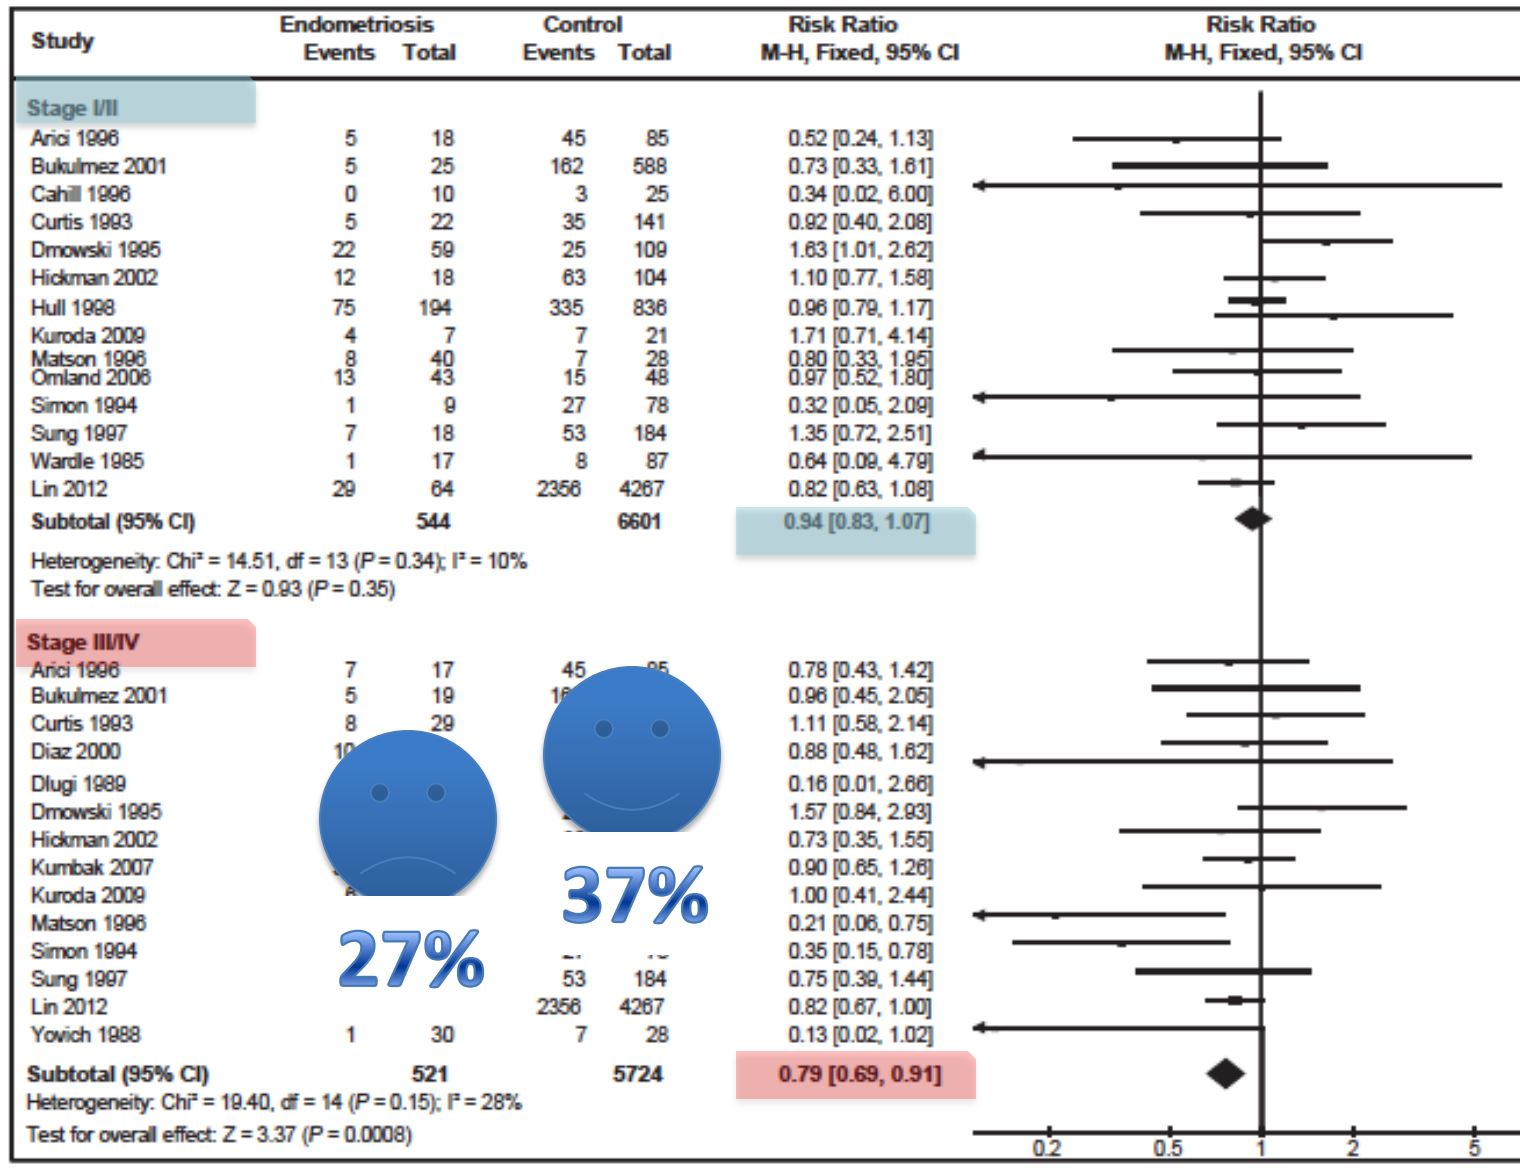 Endometriosis Control Risk Ratio Risk Ratio
Study Events Total Events Total M-H, Fixed, 95% CI M-H, Fixed, 95% CI
Stage I/II
Arici 1996 5 18 45 85 0.52 [0.24, 1.13]
Bukulmez 2001 5 25 162 588 0.73 [0.33, 1.61]
Cahill 1996 0 10 3 25 0.34 [0.02, 6.00]
Curtis 1993 5 22 35 141 0.92 [0.40, 2.08]
Dmowski 1995 22 59 25 109 1.63 [1.01, 2.62]
Hickman 2002 12 18 63 104 1.10 [0.77, 1.58]
Hull 1998 75 194 335 836 0.96 [0.79, 1.17]
Kuroda 2009 4 7 7 21 1.71 [0.71, 4.14]
Matson 1996 8 40 7 28 0.80 [0.33, 1.95]
Omland 2006 13 43 15 48 0.97 [0.52, 1.80]
Simon 1994 1 9 27 78 0.32 [0.05, 2.09]
Sung 1997 7 18 53 184 1.35 [0.72, 2.51]
Wardle 1985 1 17 8 87 0.64 [0.09, 4.79]
Lin 2012 29 64 2356 4267 0.82 [0.63, 1.08]
Subtotal (95% CI) 544 6601 0.94 [0.83, 1.07]
Heterogeneity: Chi² = 14.51, df = 13 (P = 0.34); I² = 10%
Test for overall effect: Z = 0.93 (P = 0.35)
Stage III/IV
Arici 1996 7 17 45 0.78 [0.43, 1.42]
Bukulmez 2001 5 19 0.96 [0.45, 2.05]
Curtis 1993 8 29 1.11 [0.58, 2.14]
Diaz 2000 0.88 [0.48, 1.62]
Dlugi 1989 0.16 [0.01, 2.66]
Dmowski 1995 1.57 [0.84, 2.93]
Hickman 2002 0.73 [0.35, 1.55]
Kumbak 2007 0.90 [0.65, 1.26]
Kuroda 2009 1.00 [0.41, 2.44]
Matson 1996 0.21 [0.06, 0.75]
Simon 1994 0.35 [0.15, 0.78]
Sung 1997 53 184 0.75 [0.39, 1.44]
Lin 2012 2356 4267 0.82 [0.67, 1.00]
Yovich 1988 1 30 7 28 0.13 [0.02, 1.02]
37%
27%
Subtotal (95% CI) 521 5724 0.79 [0.69, 0.91]
Heterogeneity: Chi² = 19.40, df = 14 (P = 0.15); I² = 28%
Test for overall effect: Z = 3.37 (P = 0.0008)
0.2 0.5 1 2 5